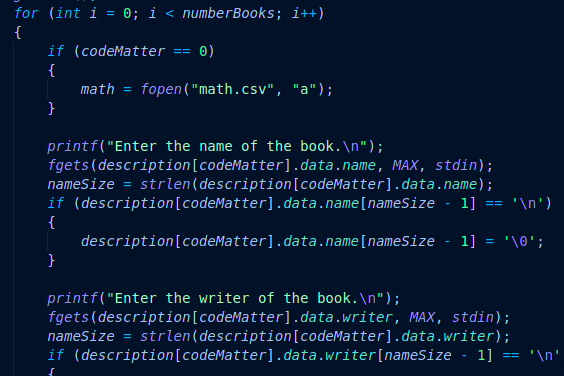 for (int i = 0; i < numberBooks; i++)
{
    if (codeMatter == 0)
    {
        math = fopen("math.csv", "a");
    }

    printf("Enter the name of the book.\n");
    fgets(description[codeMatter].data.name, MAX, stdin);
    nameSize = strlen(description[codeMatter].data.name);
    if (description[codeMatter].data.name[nameSize - 1] == '\n')
    {
        description[codeMatter].data.name[nameSize - 1] = '\0';
    }

    printf("Enter the writer of the book.\n");
    fgets(description[codeMatter].data.writer, MAX, stdin);
    nameSize = strlen(description[codeMatter].data.writer);
    if (description[codeMatter].data.writer[nameSize - 1] == '\n'
    {